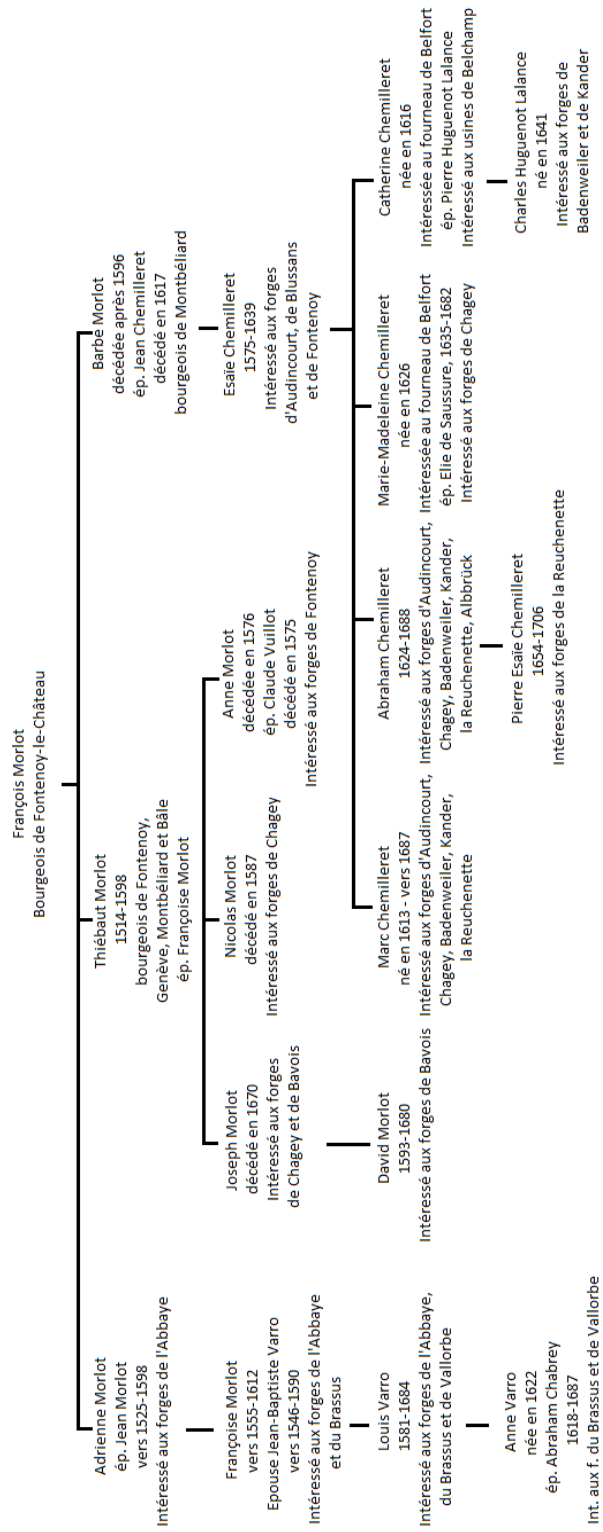 François Morlot
Bourgeois de Fontenoy-le-Château
Adrienne Morlot
ép. Jean Morlot
vers 1525-1598
Intéressé aux forges de l'Abbaye
Thiébaut Morlot
1514-1598
bourgeois de Fontenoy,
Genève, Montbéliard et Bâle
ép. Françoise Morlot
Barbe Morlot
décédée après 1596
ép. Jean Chemilleret
décédé en 1617
bourgeois de Montbéliard
Françoise Morlot
vers 1555-1612
Epouse Jean-Baptiste Varro
vers 1546-1590
Intéressé aux forges de l'Abbaye
et du Brassus
Joseph Morlot
décédé en 1670
Intéressé aux forges
de Chagey et de Bavois
Nicolas Morlot
décédé en 1587
Intéressé aux forges de Chagey
Anne Morlot
décédée en 1576
ép. Claude Vuillot
décédé en 1575
Intéressé aux forges de Fontenoy
Esaïe Chemilleret
1575-1639
Intéressé aux forges
d'Audincourt, de Blussans
et de Fontenoy
Louis Varro
1581-1684
Intéressé aux forges de l'Abbaye,
du Brassus et de Vallorbe
David Morlot
1593-1680
Intéressé aux forges de Bavois
Marc Chemilleret
né en 1613 - vers 1687
Intéressé aux forges d'Audincourt,
Chagey, Badenweiler, Kander,
la Reuchenette
Abraham Chemilleret
1624-1688
Intéressé aux forges d'Audincourt,
Chagey, Badenweiler, Kander,
la Reuchenette, Albbrück
Marie-Madeleine Chemilleret
née en 1626
Intéressée au fourneau de Belfort
ép. Elie de Saussure, 1635-1682
Intéressé aux forges de Chagey
Catherine Chemilleret
née en 1616
Intéressée au fourneau de Belfort
ép. Pierre Huguenot Lalance
Intéressé aux usines de Belchamp
Anne Varro
née en 1622
ép. Abraham Chabrey
1618-1687
Int. aux f. du Brassus et de Vallorbe
Pierre Esaïe Chemilleret
1654-1706
Intéressé aux forges de la Reuchenette
Charles Huguenot Lalance
né en 1641
Intéressé aux forges de
Badenweiler et de Kander